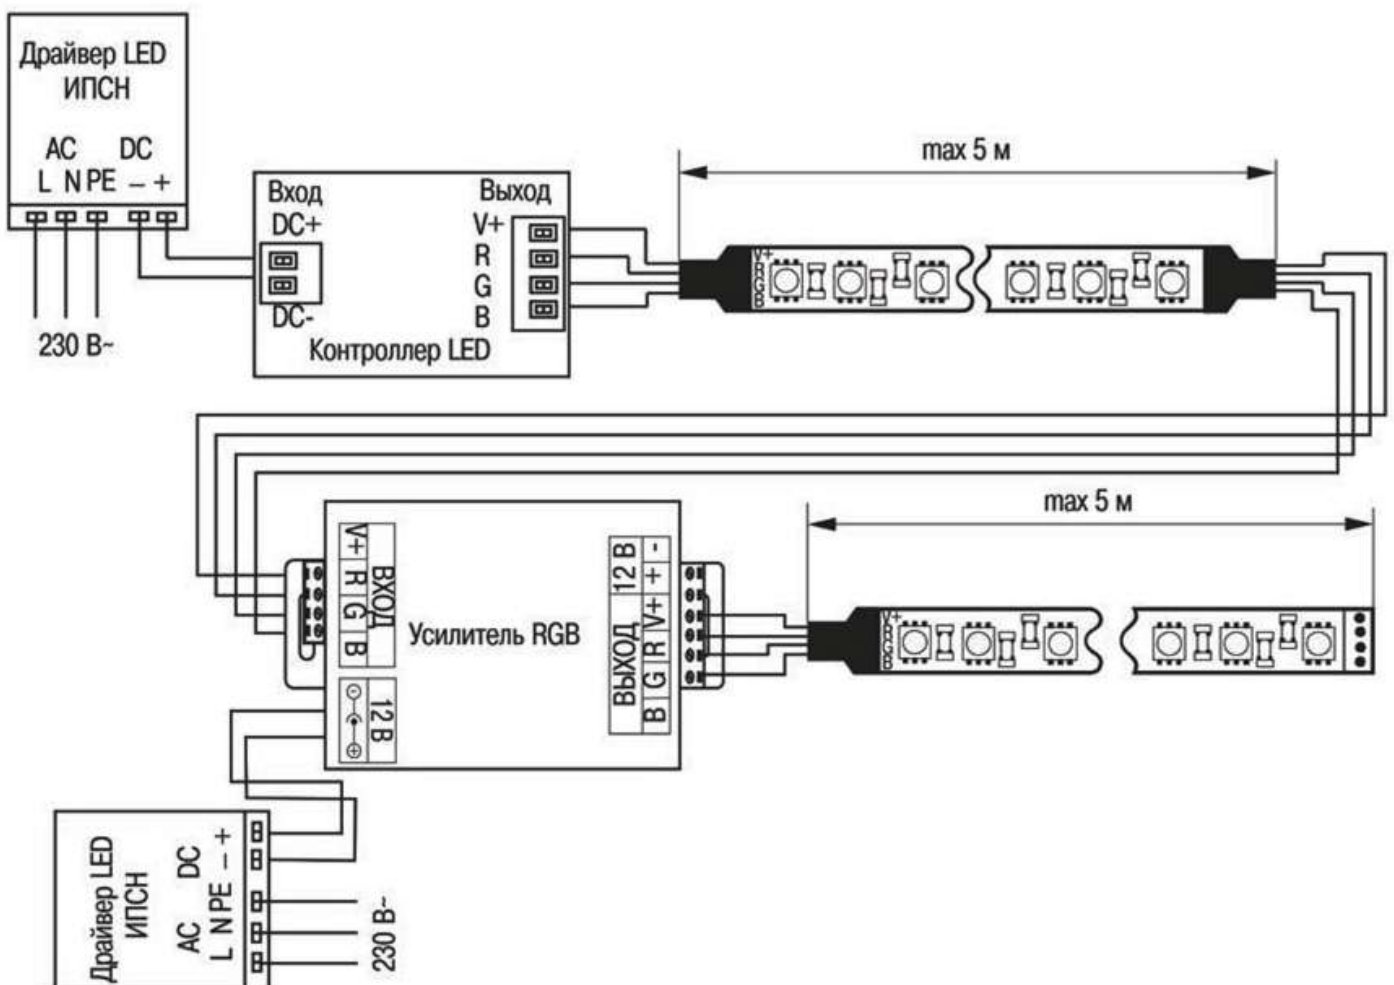 Драйвер LED
ИПСН
AC DC
L N PE – +
230 В~
Вход
DC+
DC-
Контроллер LED
Выход
V+
R
G
B
max 5 м
V+
R
G
B
max 5 м
V+ R G B
ВХОД
12 В
Усилитель RGB
12 В
ВЫХОД
- + V+ R G B
V+
R
G
B
Драйвер LED
ИПСН
AC DC
L N PE – +
230 В~